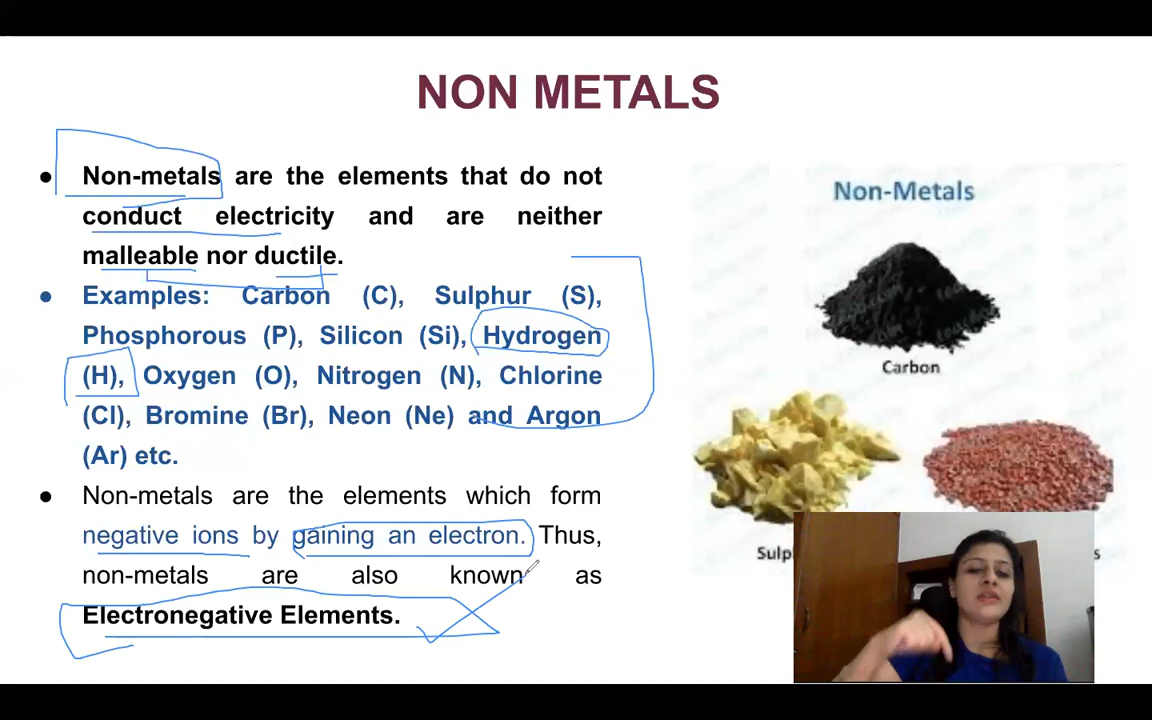 NON METALS
● Non-metals are the elements that do not
conduct electricity and are neither
malleable nor ductile.
● Examples: Carbon (C), Sulphur (S),
Phosphorous (P), Silicon (Si), Hydrogen
(H), Oxygen (O), Nitrogen (N), Chlorine
(Cl), Bromine (Br), Neon (Ne) and Argon
(Ar) etc.
● Non-metals are the elements which form
negative ions by gaining an electron. Thus,
non-metals are also known as
Electronegative Elements.
Non-Metals
Carbon